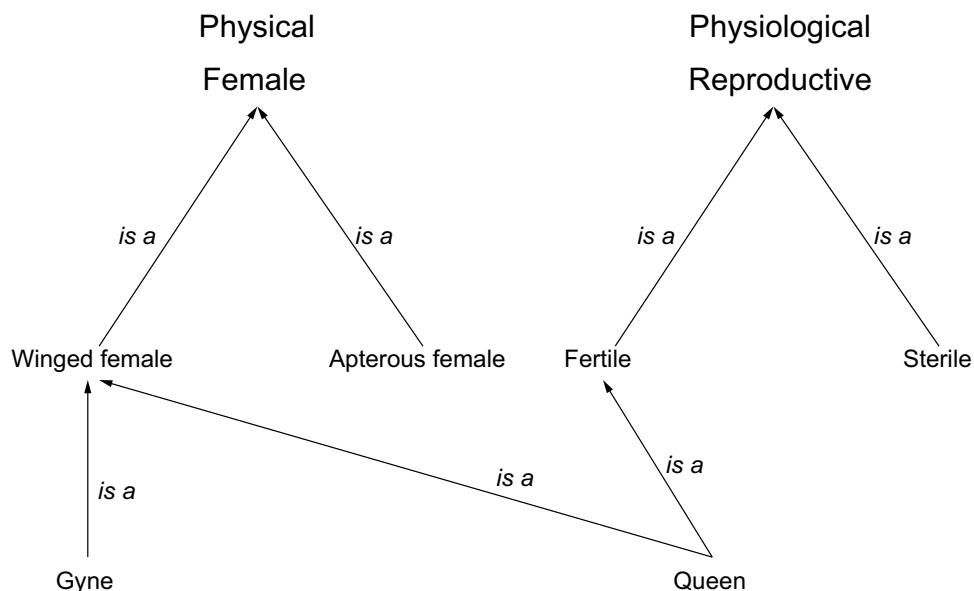 Physical Physiological
Female Reproductive
is a is a is a is a
Winged female Apterous female Fertile Sterile
is a is a is a
Gyne Queen